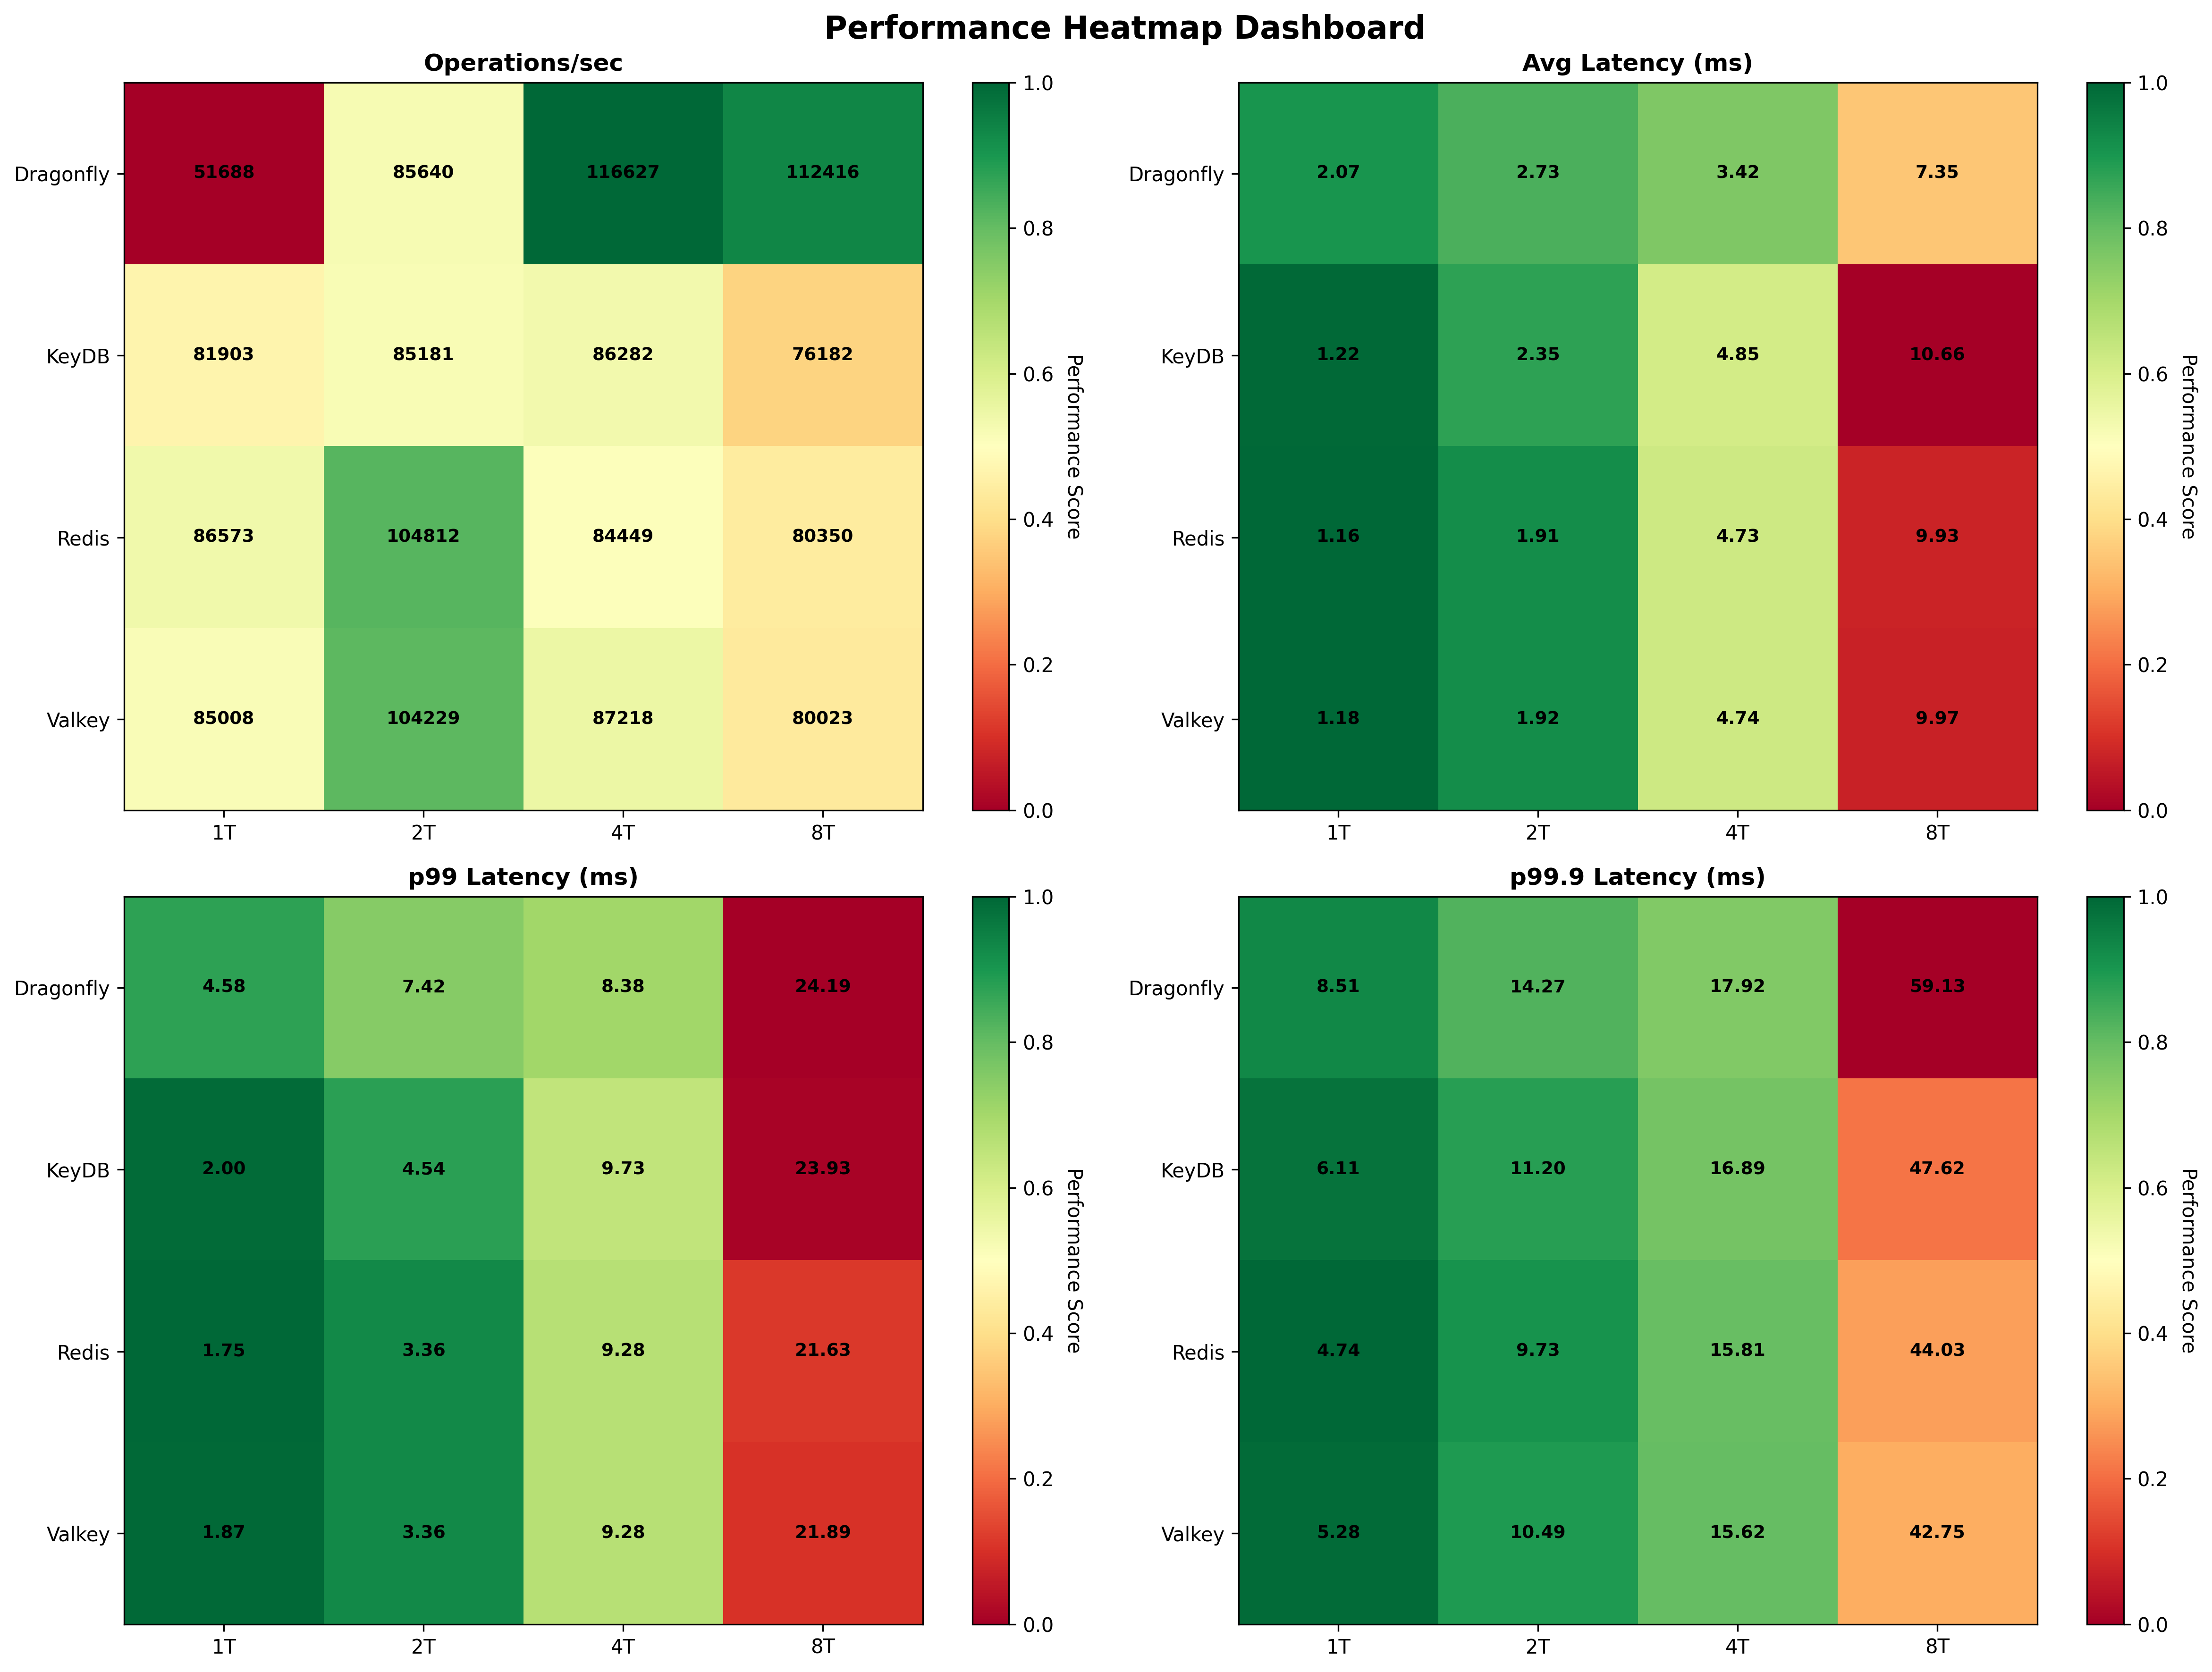 Performance Heatmap Dashboard
Operations/sec
Dragonfly 51688 85640 116627 112416
KeyDB 81903 85181 86282 76182
Redis 86573 104812 84449 80350
Valkey 85008 104229 87218 80023
1T 2T 4T 8T
1.0
0.8
0.6
0.4
0.2
0.0
Performance Score
Avg Latency (ms)
Dragonfly 2.07 2.73 3.42 7.35
KeyDB 1.22 2.35 4.85 10.66
Redis 1.16 1.91 4.73 9.93
Valkey 1.18 1.92 4.74 9.97
1T 2T 4T 8T
1.0
0.8
0.6
0.4
0.2
0.0
Performance Score
p99 Latency (ms)
Dragonfly 4.58 7.42 8.38 24.19
KeyDB 2.00 4.54 9.73 23.93
Redis 1.75 3.36 9.28 21.63
Valkey 1.87 3.36 9.28 21.89
1T 2T 4T 8T
1.0
0.8
0.6
0.4
0.2
0.0
Performance Score
p99.9 Latency (ms)
Dragonfly 8.51 14.27 17.92 59.13
KeyDB 6.11 11.20 16.89 47.62
Redis 4.74 9.73 15.81 44.03
Valkey 5.28 10.49 15.62 42.75
1T 2T 4T 8T
1.0
0.8
0.6
0.4
0.2
0.0
Performance Score